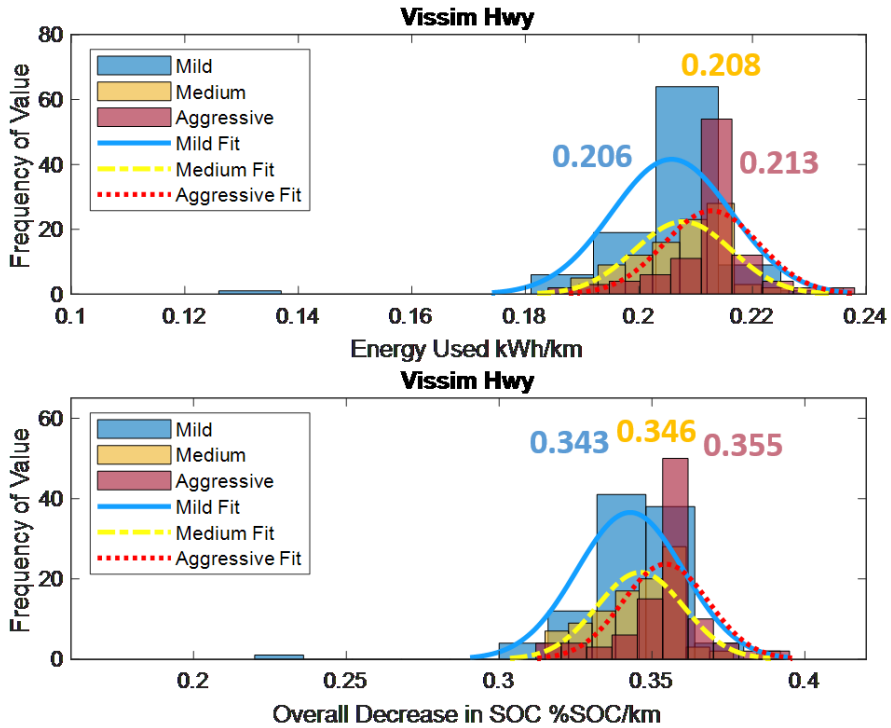 Vissim Hwy
80
60
40
20
0
Frequency of Value
Mild
Medium
Aggressive
Mild Fit
Medium Fit
Aggressive Fit
0.206
0.208
0.213
0.1 0.12 0.14 0.16 0.18 0.2 0.22 0.24
Energy Used kWh/km
Vissim Hwy
60
40
20
0
Frequency of Value
Mild
Medium
Aggressive
Mild Fit
Medium Fit
Aggressive Fit
0.343
0.346
0.355
0.2 0.25 0.3 0.35 0.4
Overall Decrease in SOC %SOC/km